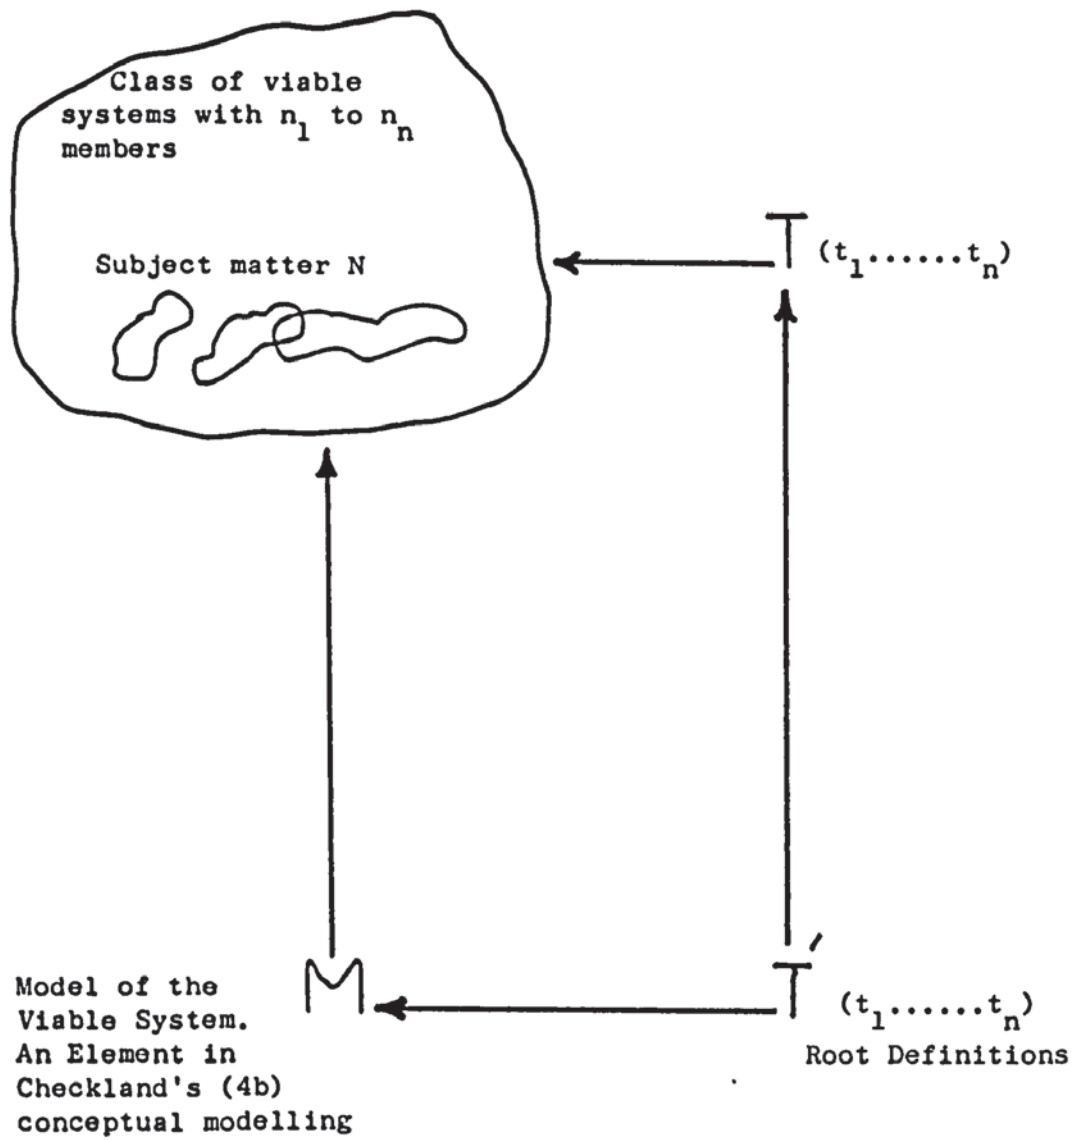 Class of viable
systems with n₁ to nₙ
members
Subject matter N
T (t₁......tₙ)
M
T′ (t₁......tₙ)
Root Definitions
Model of the
Viable System.
An Element in
Checkland's (4b)
conceptual modelling